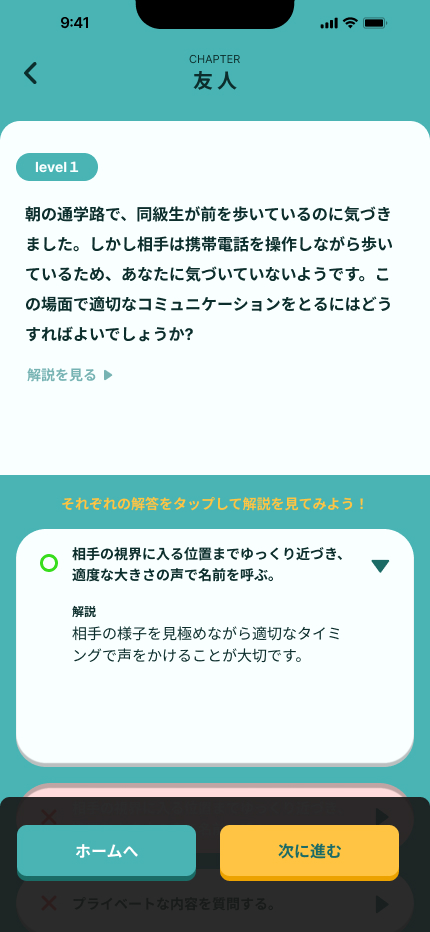 9:41
CHAPTER
友人
level 1
朝の通学路で、同級生が前を歩いているのに気づき
ました。しかし相手は携帯電話を操作しながら歩い
ているため、あなたに気づいていないようです。こ
の場面で適切なコミュニケーションをとるにはどう
すればよいでしょうか?
解説を見る
それぞれの解答をタップして解説を見てみよう！
相手の視界に入る位置までゆっくり近づき、
適度な大きさの声で名前を呼ぶ。
解説
相手の様子を見極めながら適切なタイミ
ングで声をかけることが大切です。
ホームへ
次に進む
プライベートな内容を質問する。